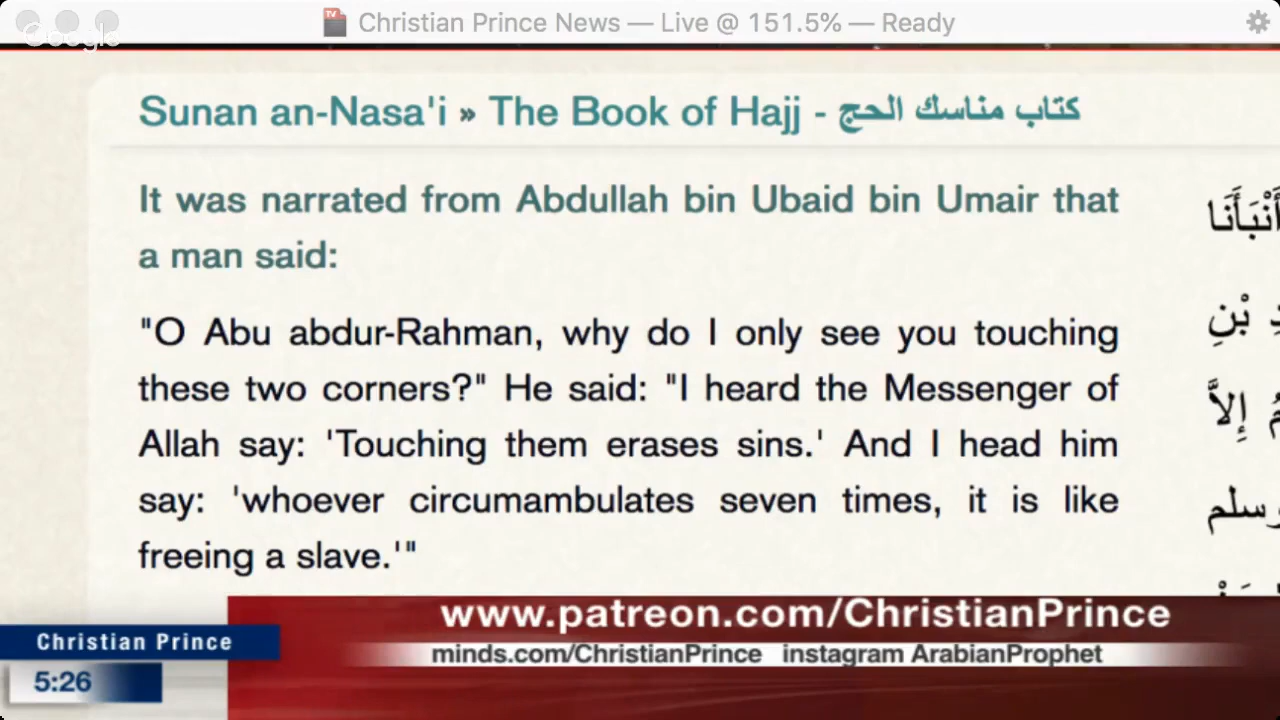 Christian Prince News — Live @ 151.5% — Ready
Google
Sunan an-Nasa'i » The Book of Hajj - كتاب مناسك الحج
It was narrated from Abdullah bin Ubaid bin Umair that
a man said:
"O Abu abdur-Rahman, why do I only see you touching
these two corners?" He said: "I heard the Messenger of
Allah say: 'Touching them erases sins.' And I head him
say: 'whoever circumambulates seven times, it is like
freeing a slave.'"
أَنْبَأَنَا
بْنِ
إِلاَّ
وسلم
www.patreon.com/ChristianPrince
Christian Prince
minds.com/ChristianPrince instagram ArabianProphet
5:26